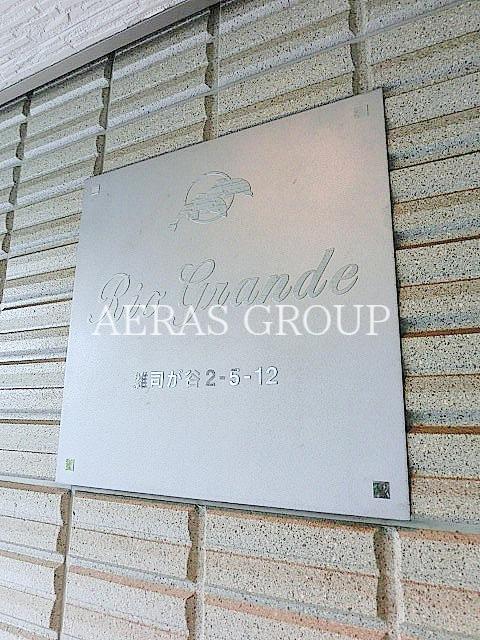 Rio Grande
AERAS GROUP
雑司が谷2-5-12